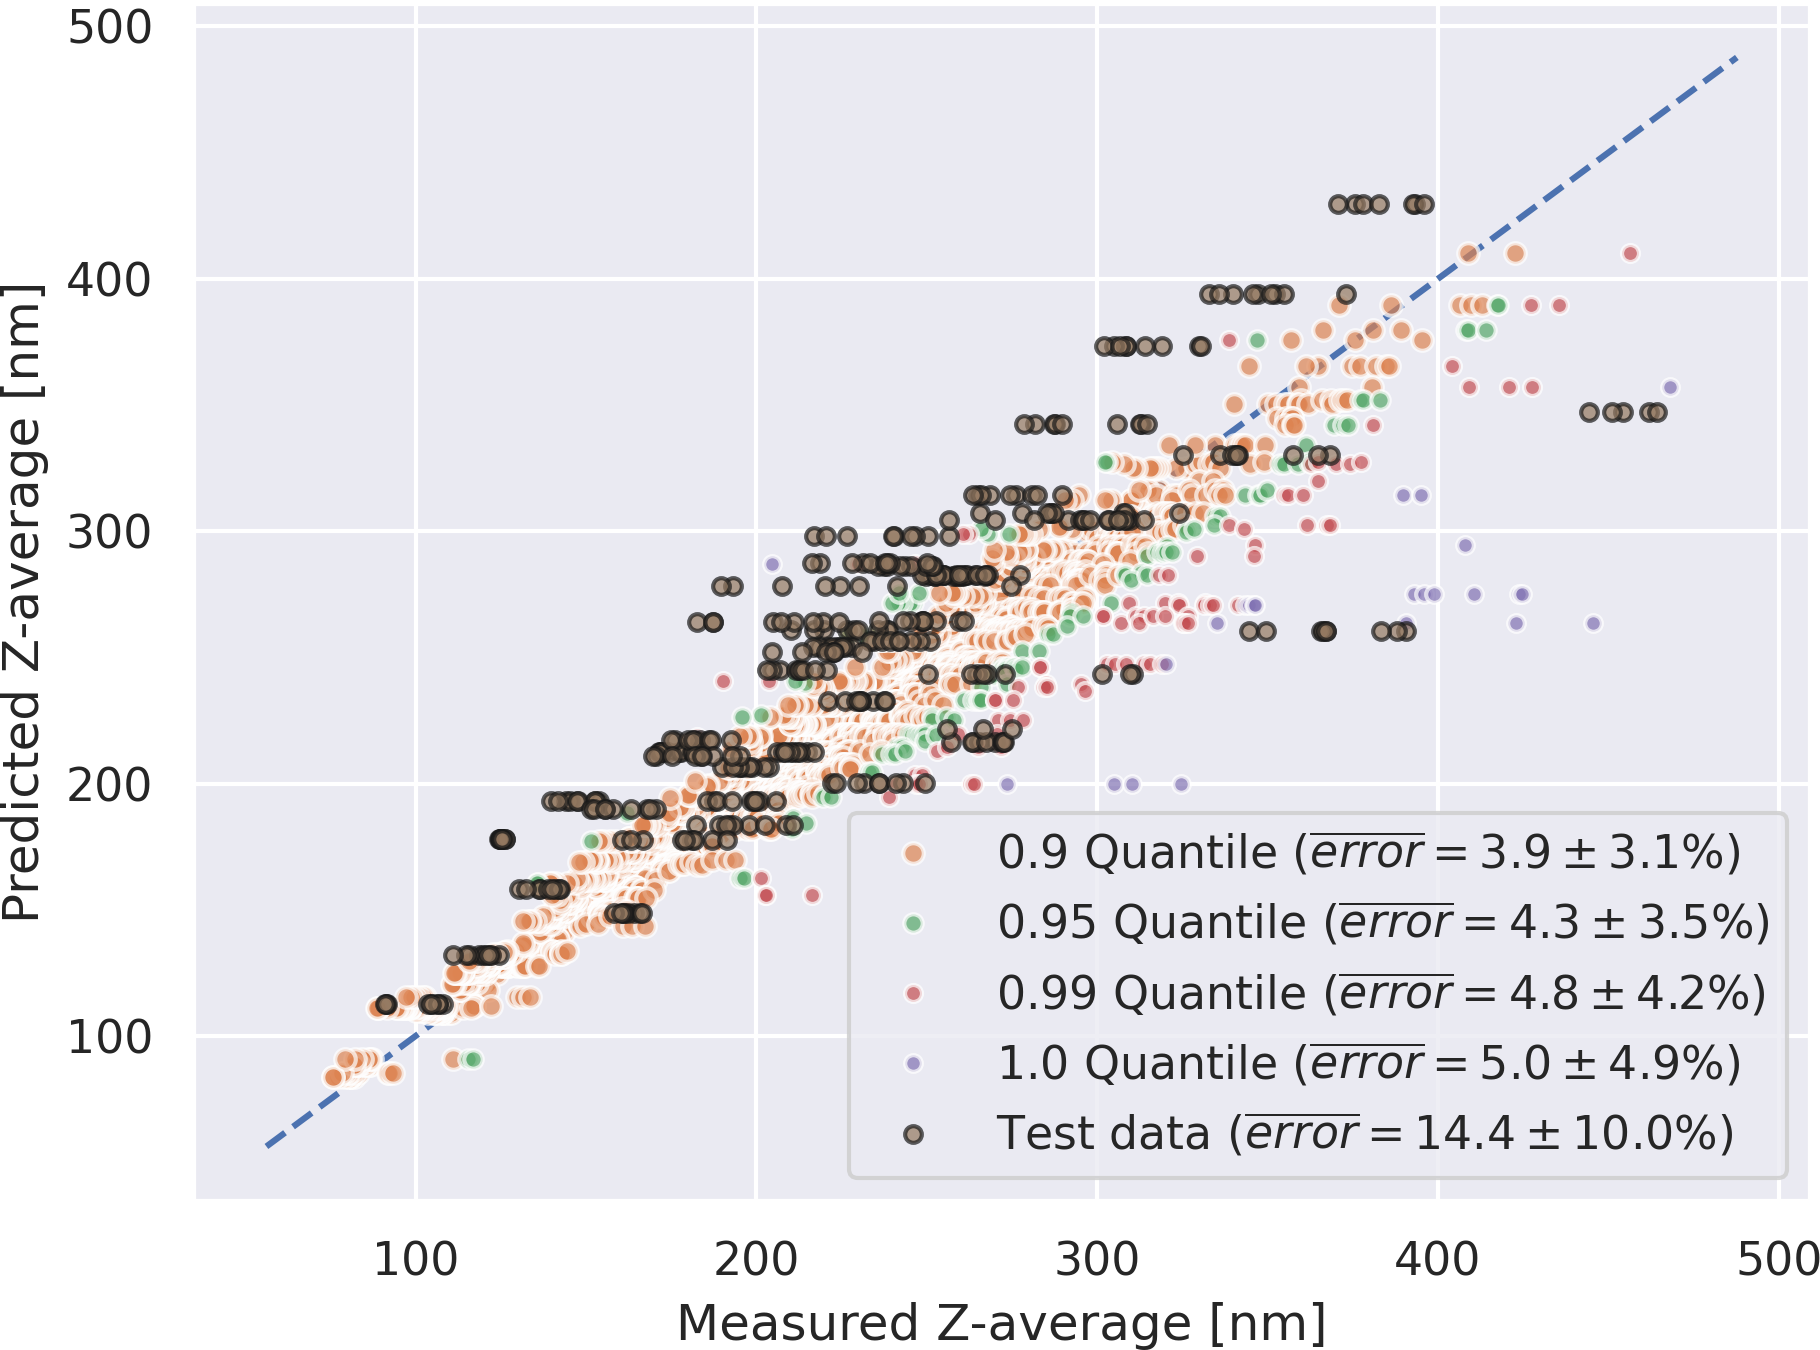 500
400
300
200
100
Predicted Z-average [nm]
0.9 Quantile (error = 3.9 ± 3.1%)
0.95 Quantile (error = 4.3 ± 3.5%)
0.99 Quantile (error = 4.8 ± 4.2%)
1.0 Quantile (error = 5.0 ± 4.9%)
Test data (error = 14.4 ± 10.0%)
100 200 300 400 500
Measured Z-average [nm]